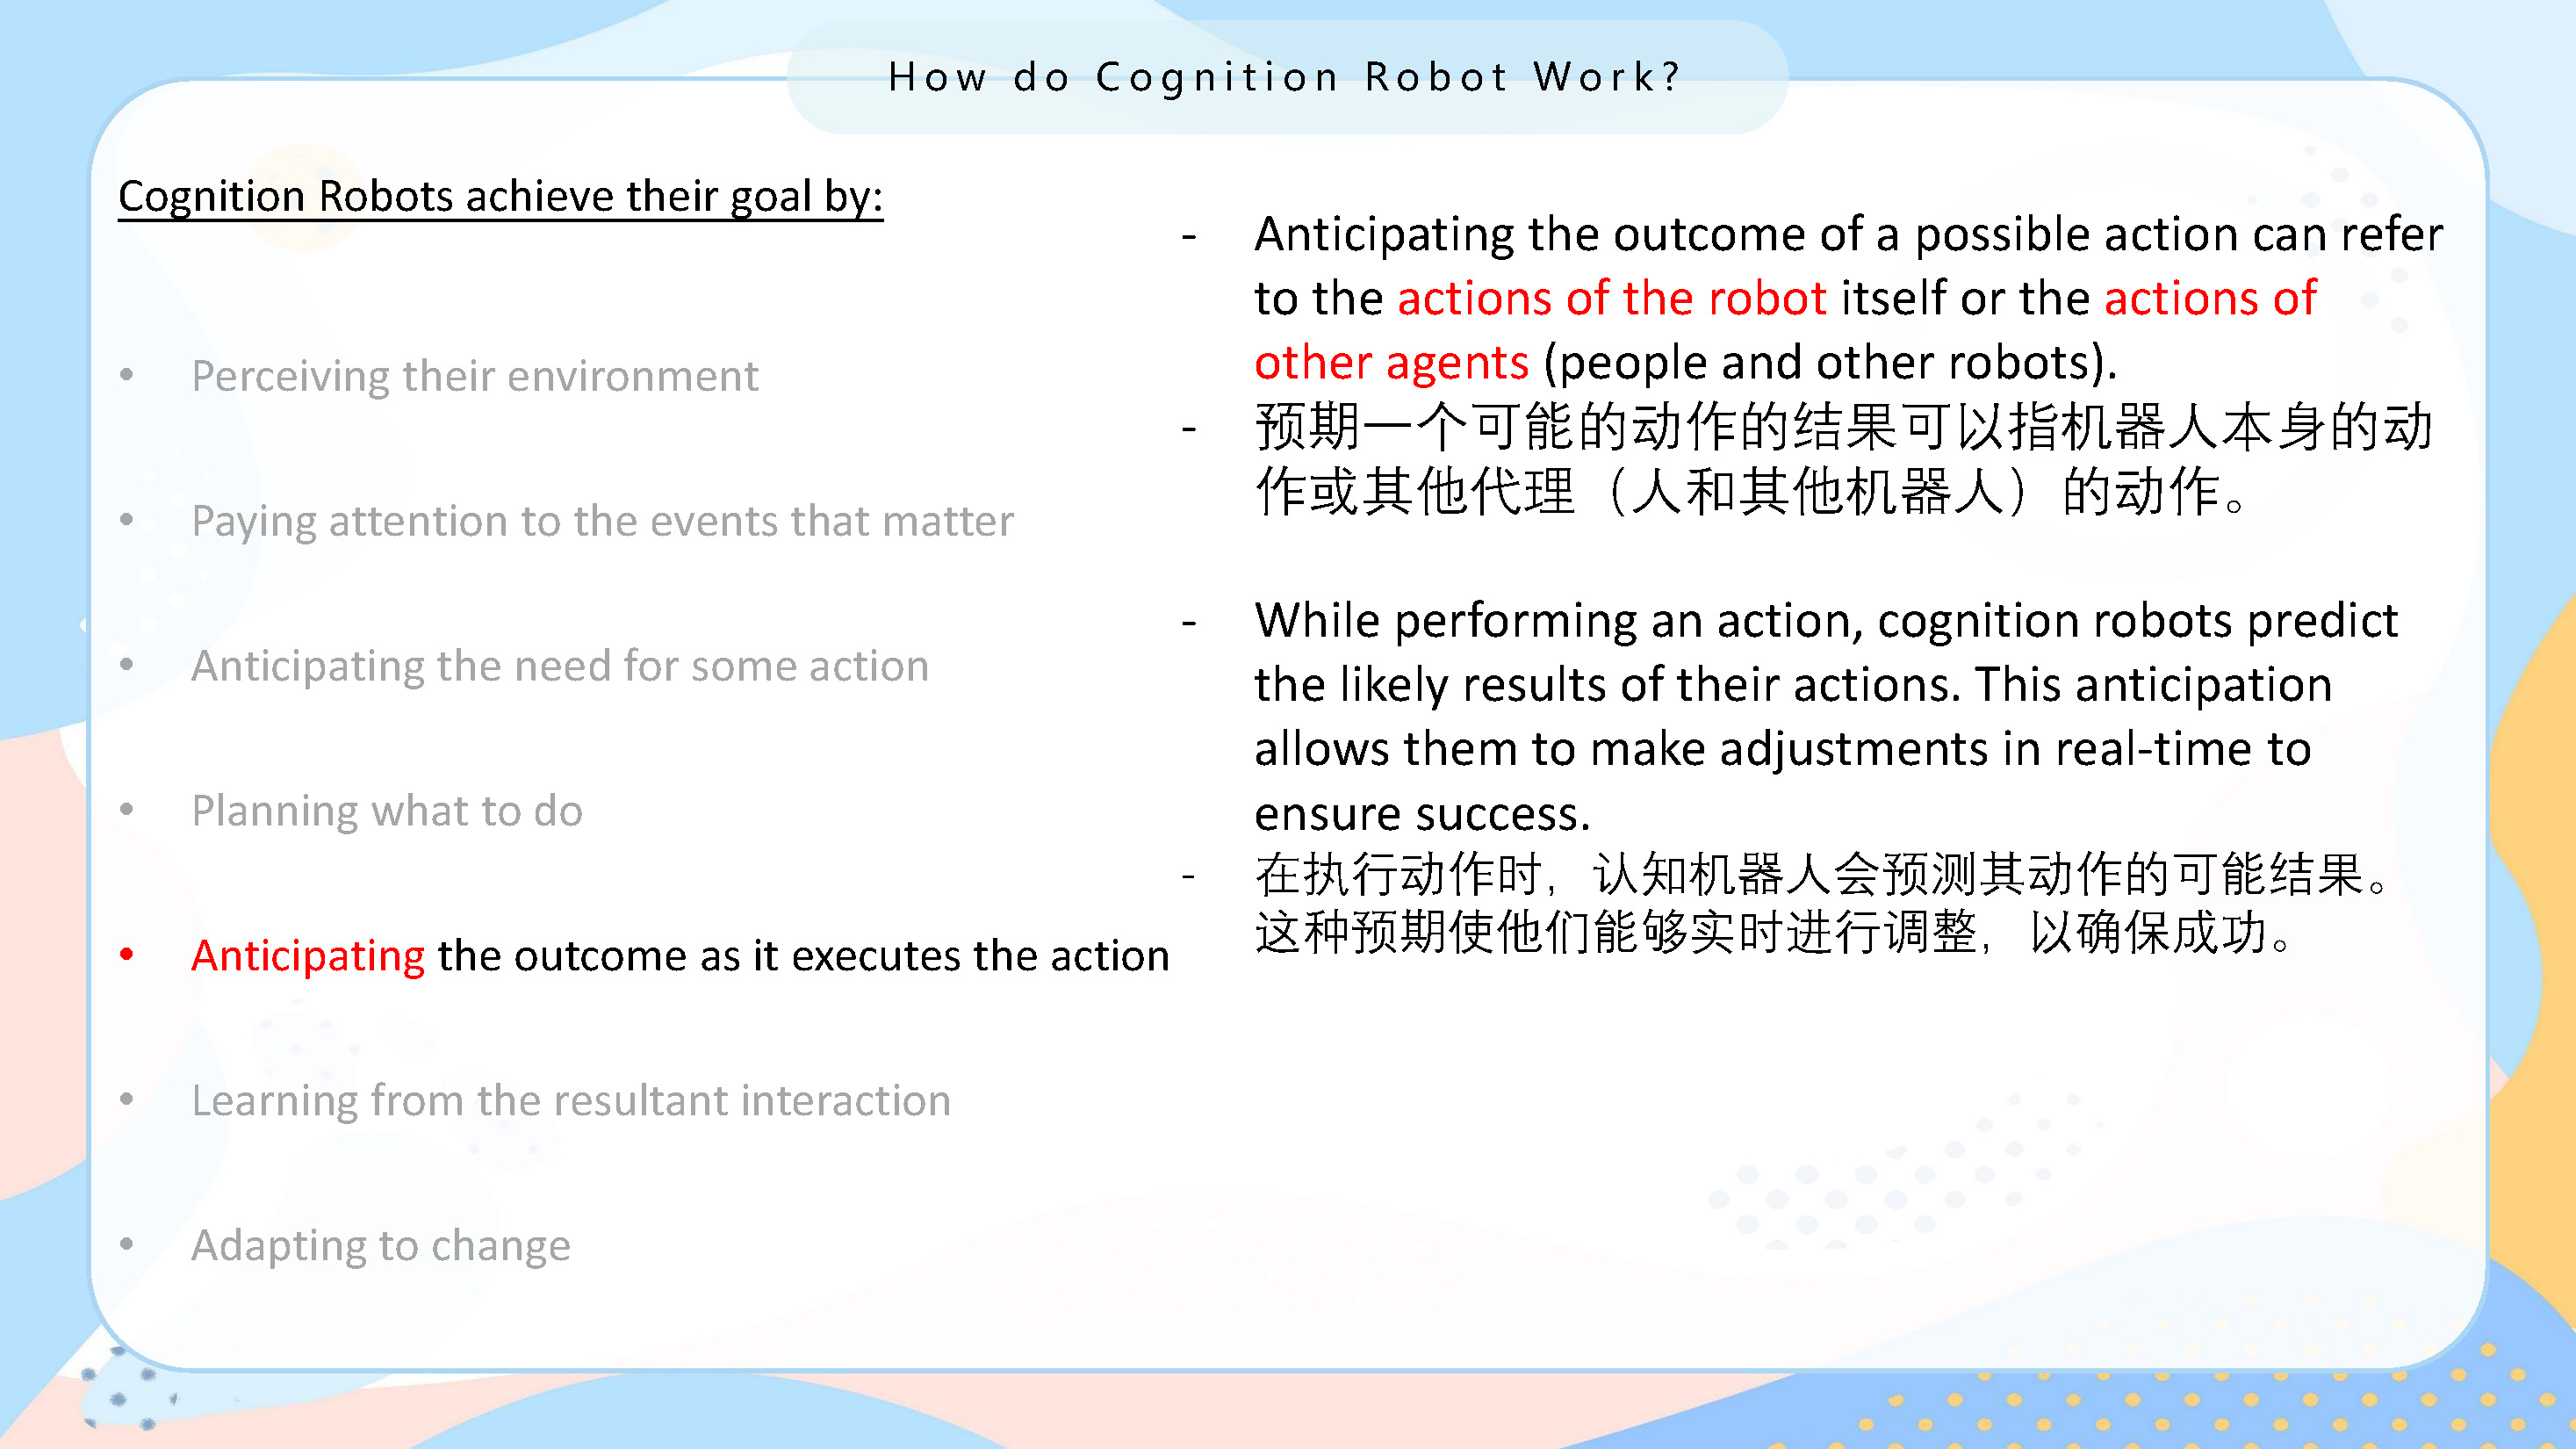 How do Cognition Robot Work?
Cognition Robots achieve their goal by:
• Perceiving their environment
• Paying attention to the events that matter
• Anticipating the need for some action
• Planning what to do
• Anticipating the outcome as it executes the action
• Learning from the resultant interaction
• Adapting to change
- Anticipating the outcome of a possible action can refer
to the actions of the robot itself or the actions of
other agents (people and other robots).
- 预期一个可能的动作的结果可以指机器人本身的动
作或其他代理（人和其他机器人）的动作。
- While performing an action, cognition robots predict
the likely results of their actions. This anticipation
allows them to make adjustments in real-time to
ensure success.
- 在执行动作时，认知机器人会预测其动作的可能结果。
这种预期使他们能够实时进行调整，以确保成功。